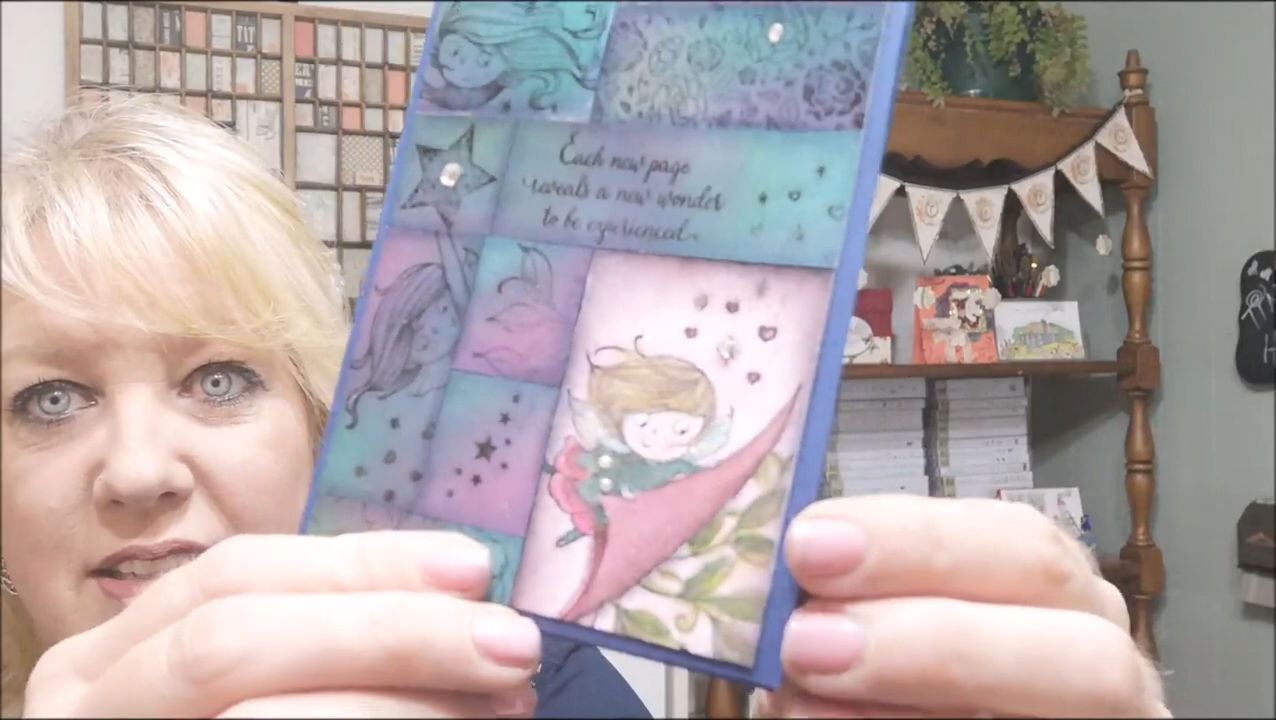 Each new page
reveals a new wonder
to be experienced.